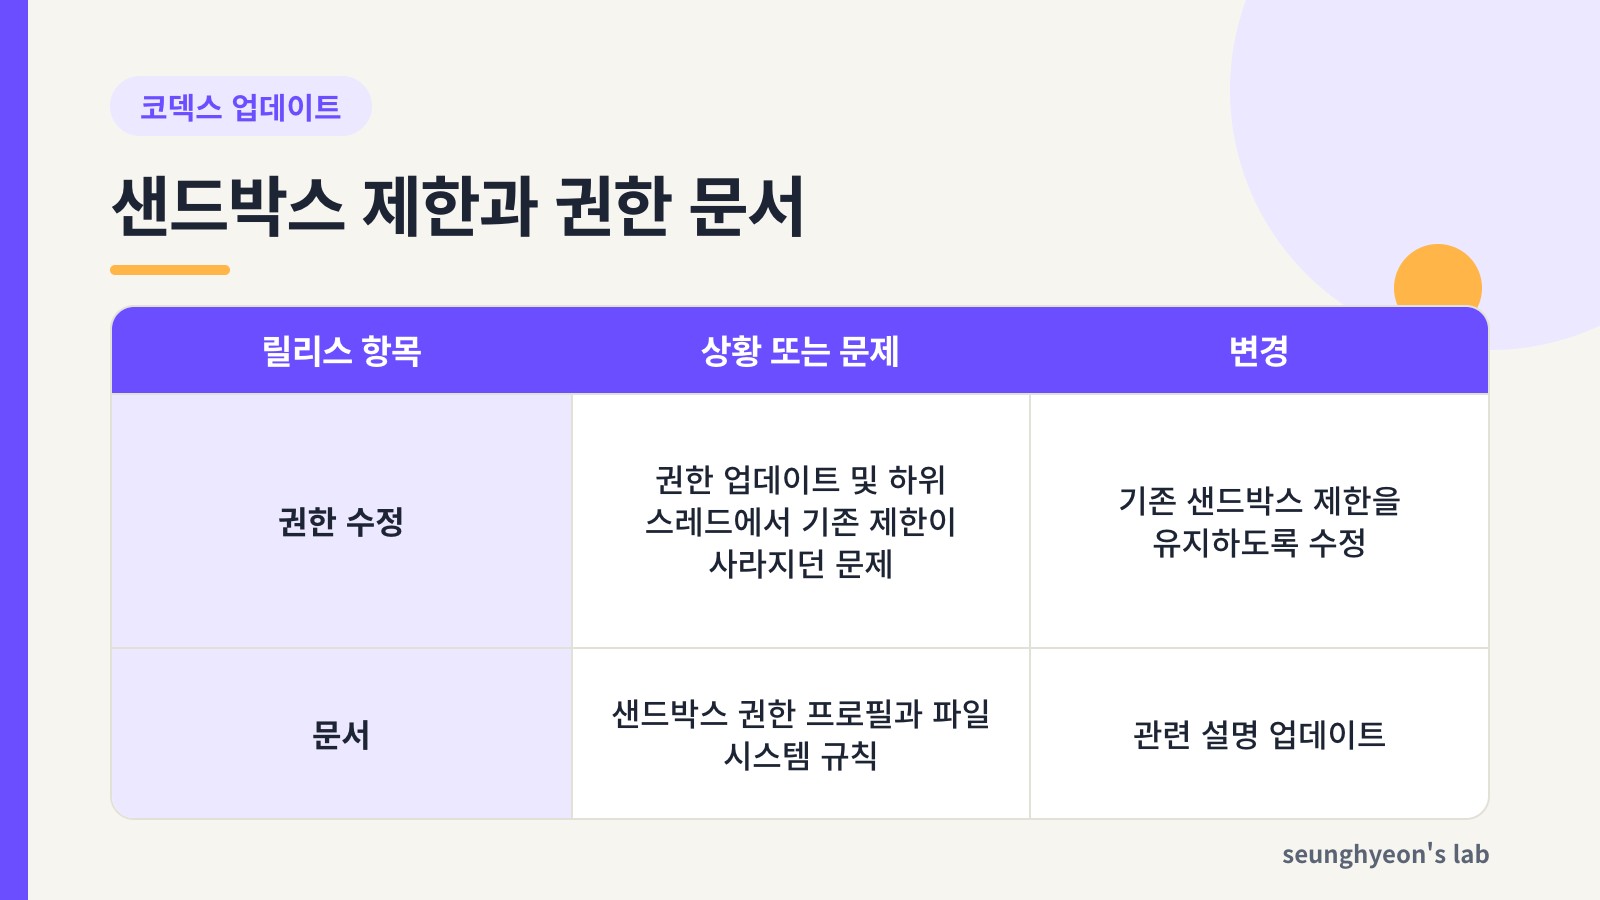 코덱스 업데이트
샌드박스 제한과 권한 문서
릴리스 항목
상황 또는 문제
변경
권한 수정
권한 업데이트 및 하위
스레드에서 기존 제한이
사라지던 문제
기존 샌드박스 제한을
유지하도록 수정
문서
샌드박스 권한 프로필과 파일
시스템 규칙
관련 설명 업데이트
seunghyeon's lab